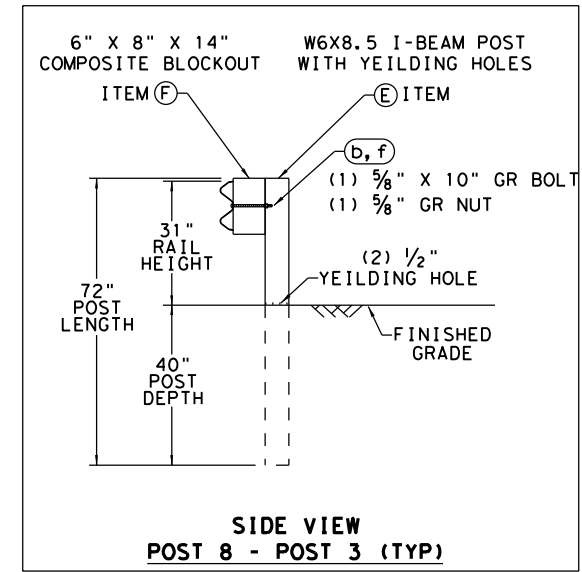 6" X 8" X 14"
COMPOSITE BLOCKOUT
ITEM F
W6X8.5 I-BEAM POST
WITH YEILDING HOLES
E ITEM
b, f
(1) 5/8" X 10" GR BOLT
(1) 5/8" GR NUT
31"
RAIL
HEIGHT
(2) 1/2"
YEILDING HOLE
72"
POST
LENGTH
FINISHED
GRADE
40"
POST
DEPTH
SIDE VIEW
POST 8 - POST 3 (TYP)